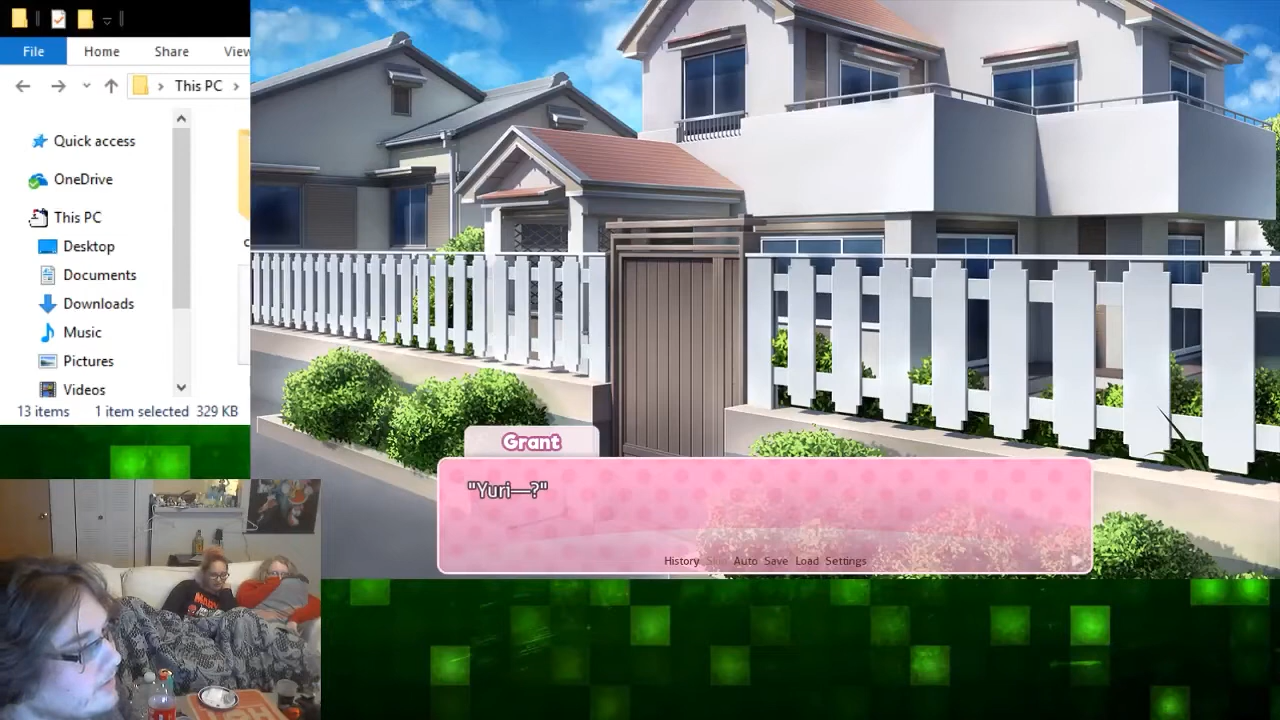 File Home Share View
This PC
Quick access
OneDrive
This PC
Desktop
Documents
Downloads
Music
Pictures
Videos
13 items 1 item selected 329 KB
Grant
"Yuri—?"
History Skip Auto Save Load Settings